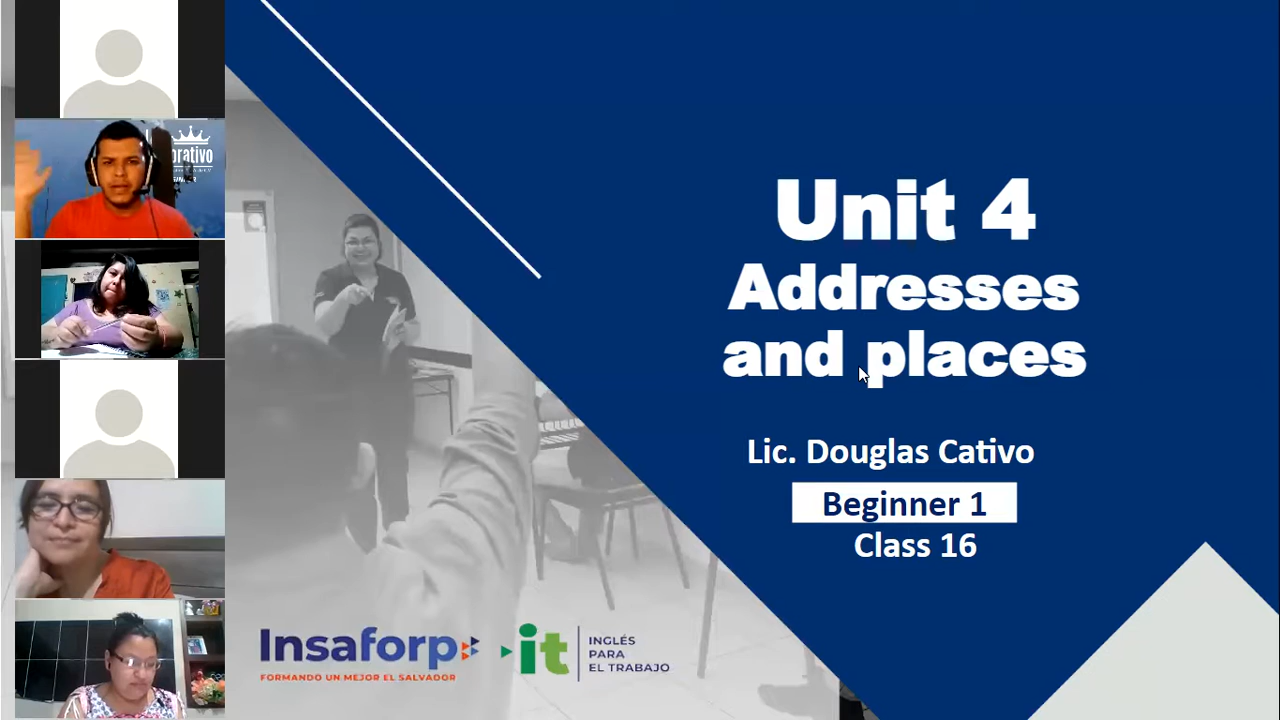 Unit 4
Addresses
and places
Lic. Douglas Cativo
Beginner 1
Class 16
Insaforp
FORMANDO UN MEJOR EL SALVADOR
it
INGLÉS
PARA
EL TRABAJO